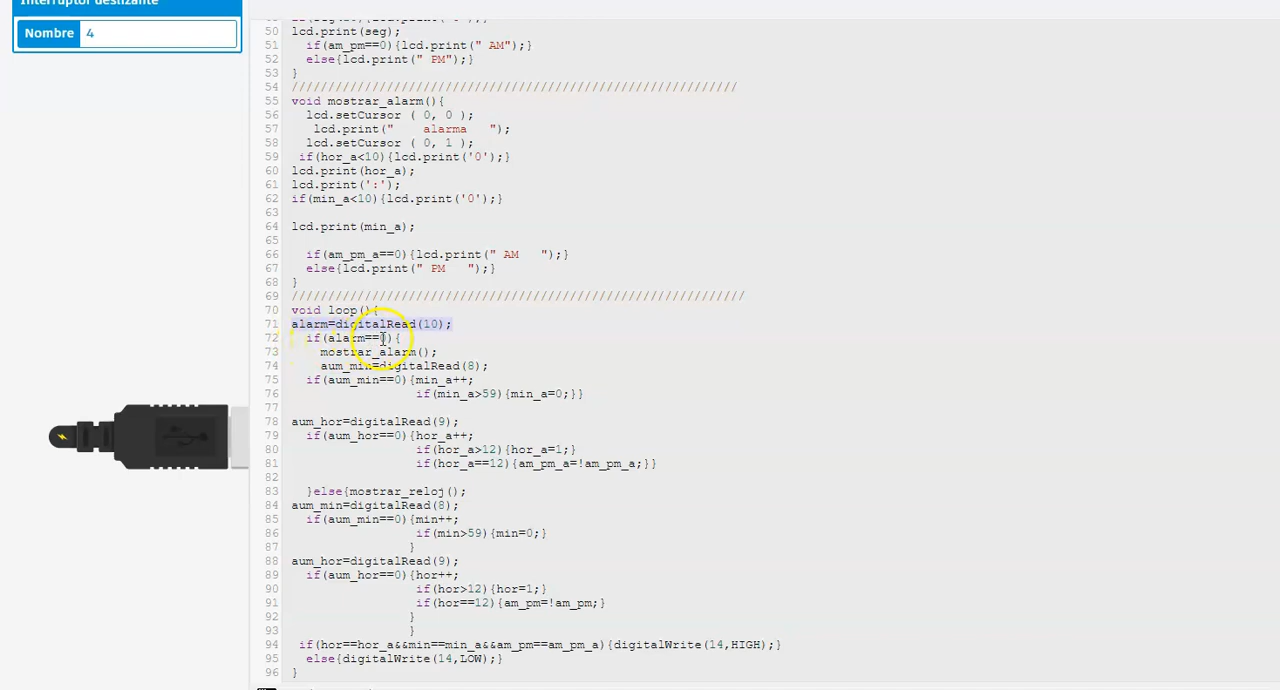 Interruptor deslizante
Nombre 4
50 lcd.print(seg);
51 if(am_pm==0){lcd.print(" AM");}
52 else{lcd.print(" PM");}
53 }
54 //////////////////////////////////////////////////////////////
55 void mostrar_alarm(){
56 lcd.setCursor ( 0, 0 );
57 lcd.print("    alarma   ");
58 lcd.setCursor ( 0, 1 );
59 if(hor_a<10){lcd.print('0');}
60 lcd.print(hor_a);
61 lcd.print(':');
62 if(min_a<10){lcd.print('0');}
63
64 lcd.print(min_a);
65
66 if(am_pm_a==0){lcd.print(" AM   ");}
67 else{lcd.print(" PM   ");}
68 }
69 ///////////////////////////////////////////////////////////////
70 void loop(){
71 alarm=digitalRead(10);
72 if(alarm==0){
73 mostrar_alarm();
74 aum_min=digitalRead(8);
75 if(aum_min==0){min_a++;
76 if(min_a>59){min_a=0;}}
77
78 aum_hor=digitalRead(9);
79 if(aum_hor==0){hor_a++;
80 if(hor_a>12){hor_a=1;}
81 if(hor_a==12){am_pm_a=!am_pm_a;}}
82
83 }else{mostrar_reloj();
84 aum_min=digitalRead(8);
85 if(aum_min==0){min++;
86 if(min>59){min=0;}
87 }
88 aum_hor=digitalRead(9);
89 if(aum_hor==0){hor++;
90 if(hor>12){hor=1;}
91 if(hor==12){am_pm=!am_pm;}
92 }
93 }
94 if(hor==hor_a&&min==min_a&&am_pm==am_pm_a){digitalWrite(14,HIGH);}
95 else{digitalWrite(14,LOW);}
96 }